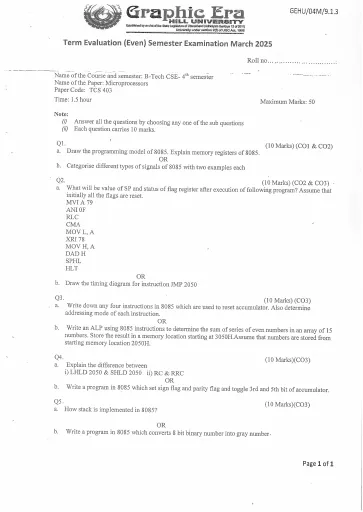 GEHU/04M/9.1.3
Graphic Era
HILL UNIVERSITY
Term Evaluation (Even) Semester Examination March 2025
Roll no
Name of the Course and semester: B-Tech CSE- 4th semester
Name of the Paper: Microprocessors
Paper Code: TCS 403
Time: 1.5 hour Maximum Marks: 50
Note:
(i) Answer all the questions by choosing any one of the sub questions
(ii) Each question carries 10 marks.
Q1. (10 Marks) (CO1 & CO2)
a. Draw the programming model of 8085. Explain memory registers of 8085.
OR
b. Categorise different types of signals of 8085 with two examples each
Q2. (10 Marks) (CO2 & CO3)
a. What will be value of SP and status of flag register after execution of following program? Assume that
initially all the flags are reset.
MVI A 79
ANI 0F
RLC
CMA
MOV L, A
XRI 78
MOV H, A
DAD H
SPHL
HLT
OR
b. Draw the timing diagram for instruction JMP 2050
Q3. (10 Marks) (CO3)
a. Write down any four instructions in 8085 which are used to reset accumulator. Also determine
addressing mode of each instruction.
OR
b. Write an ALP using 8085 instructions to determine the sum of series of even numbers in an array of 15
numbers. Store the result in a memory location starting at 3050H.Assume that numbers are stored from
starting memory location 2050H.
Q4. (10 Marks)(CO3)
a. Explain the difference between
i) LHLD 2050 & SHLD 2050 ii) RC & RRC
OR
b. Write a program in 8085 which set sign flag and parity flag and toggle 3rd and 5th bit of accumulator.
Q5. (10 Marks)(CO3)
a. How stack is implemented in 8085?
OR
b. Write a program in 8085 which converts 8 bit binary number into gray number
Page 1 of 1